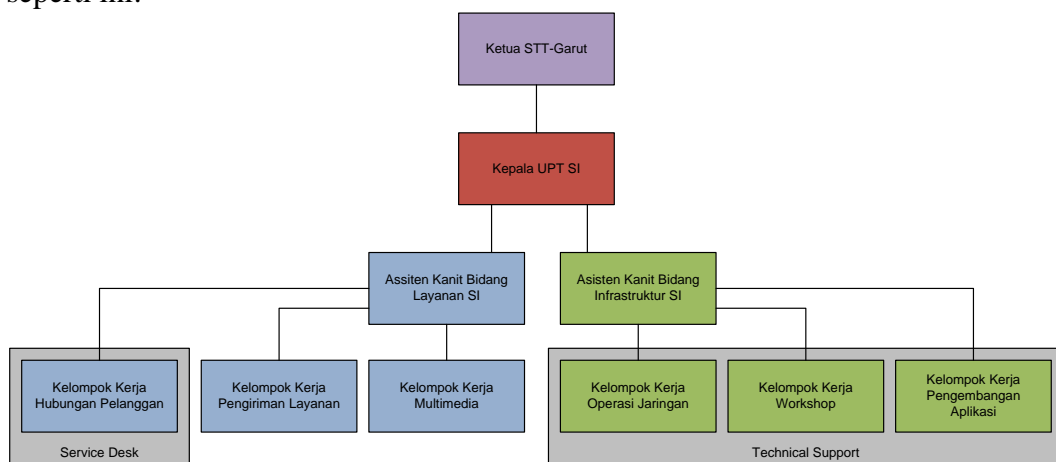 seperti ini:
Ketua STT-Garut
Kepala UPT SI
Assiten Kanit Bidang
Layanan SI
Asisten Kanit Bidang
Infrastruktur SI
Kelompok Kerja
Hubungan Pelanggan
Kelompok Kerja
Pengiriman Layanan
Kelompok Kerja
Multimedia
Kelompok Kerja
Operasi Jaringan
Kelompok Kerja
Workshop
Kelompok Kerja
Pengembangan
Aplikasi
Service Desk
Technical Support